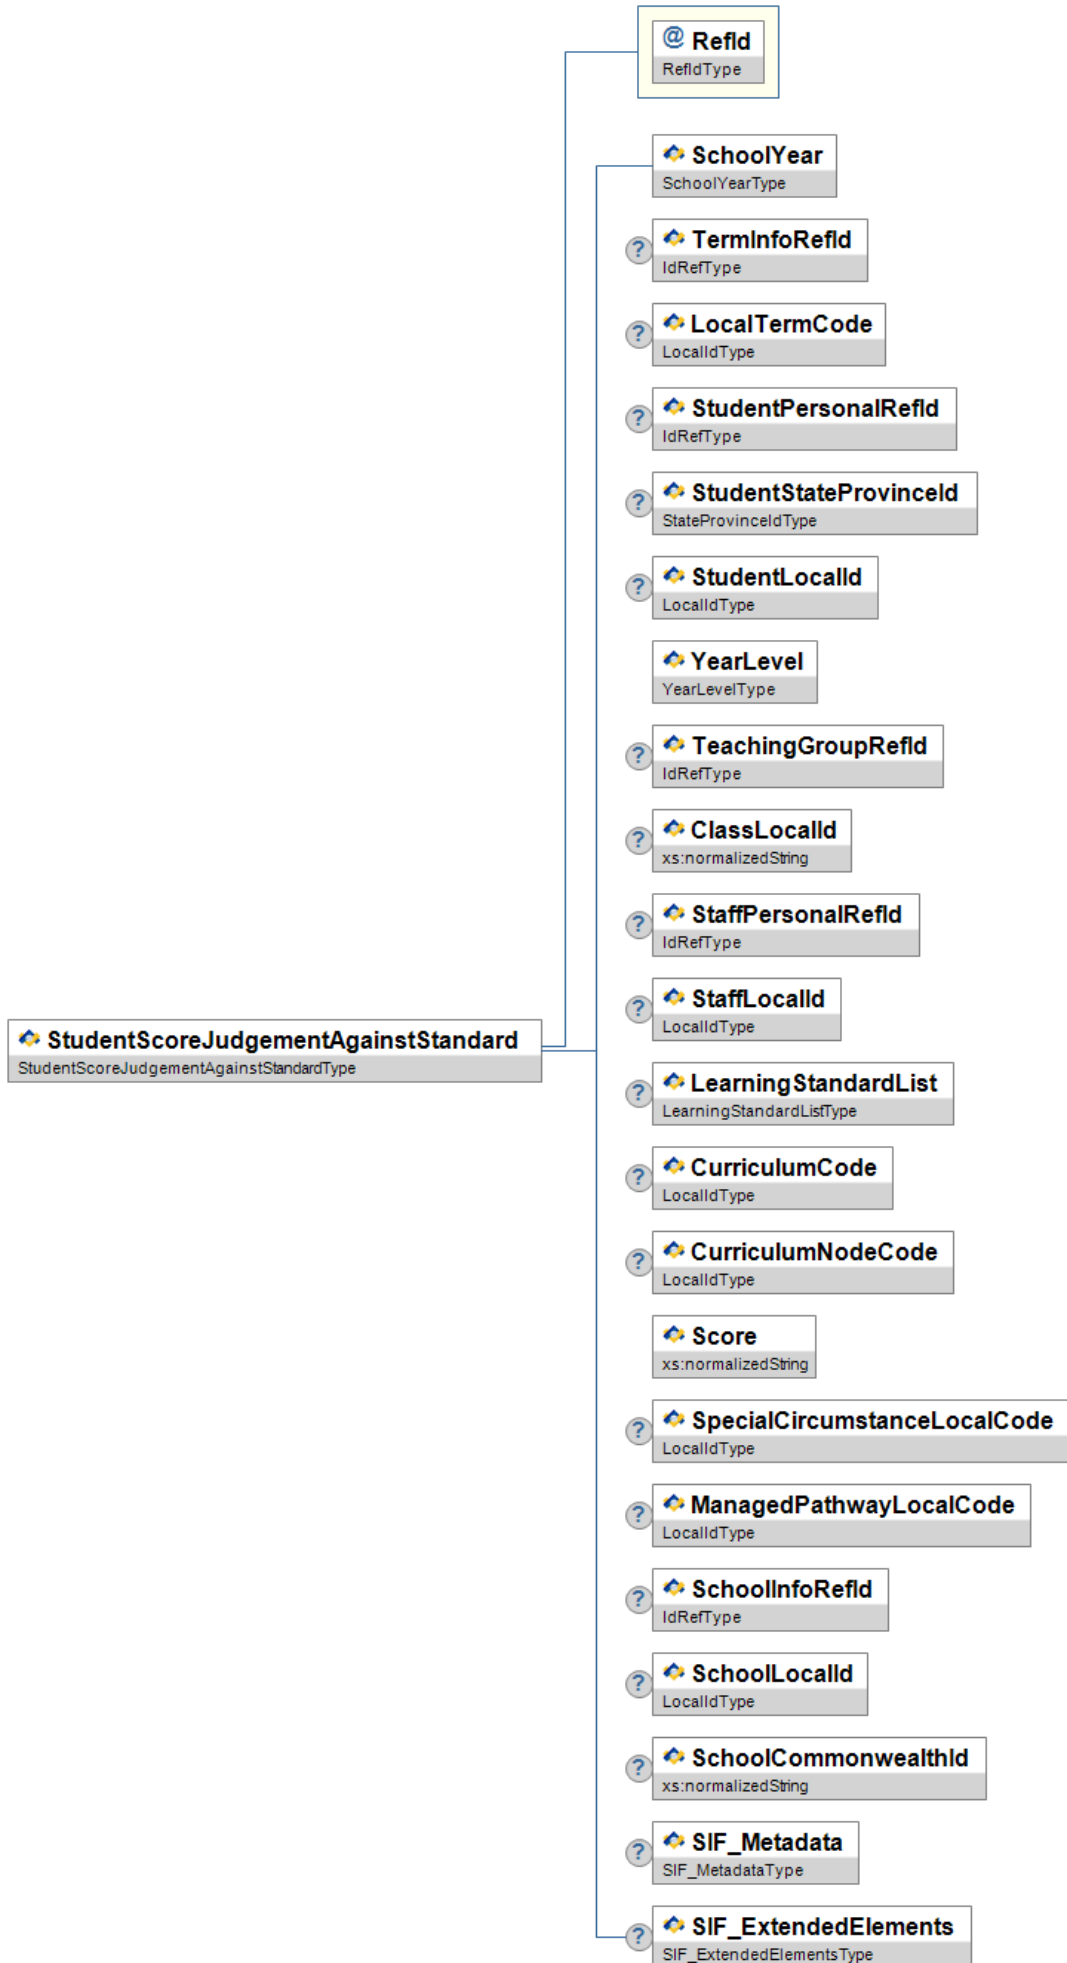 @ RefId
RefIdType
SchoolYear
SchoolYearType
? TermInfoRefId
IdRefType
? LocalTermCode
LocalIdType
? StudentPersonalRefId
IdRefType
? StudentStateProvinceId
StateProvinceIdType
? StudentLocalId
LocalIdType
YearLevel
YearLevelType
? TeachingGroupRefId
IdRefType
? ClassLocalId
xs:normalizedString
? StaffPersonalRefId
IdRefType
? StaffLocalId
LocalIdType
StudentScoreJudgementAgainstStandard
StudentScoreJudgementAgainstStandardType
? LearningStandardList
LearningStandardListType
? CurriculumCode
LocalIdType
? CurriculumNodeCode
LocalIdType
Score
xs:normalizedString
? SpecialCircumstanceLocalCode
LocalIdType
? ManagedPathwayLocalCode
LocalIdType
? SchoolInfoRefId
IdRefType
? SchoolLocalId
LocalIdType
? SchoolCommonwealthId
xs:normalizedString
? SIF_Metadata
SIF_MetadataType
? SIF_ExtendedElements
SIF_ExtendedElementsType